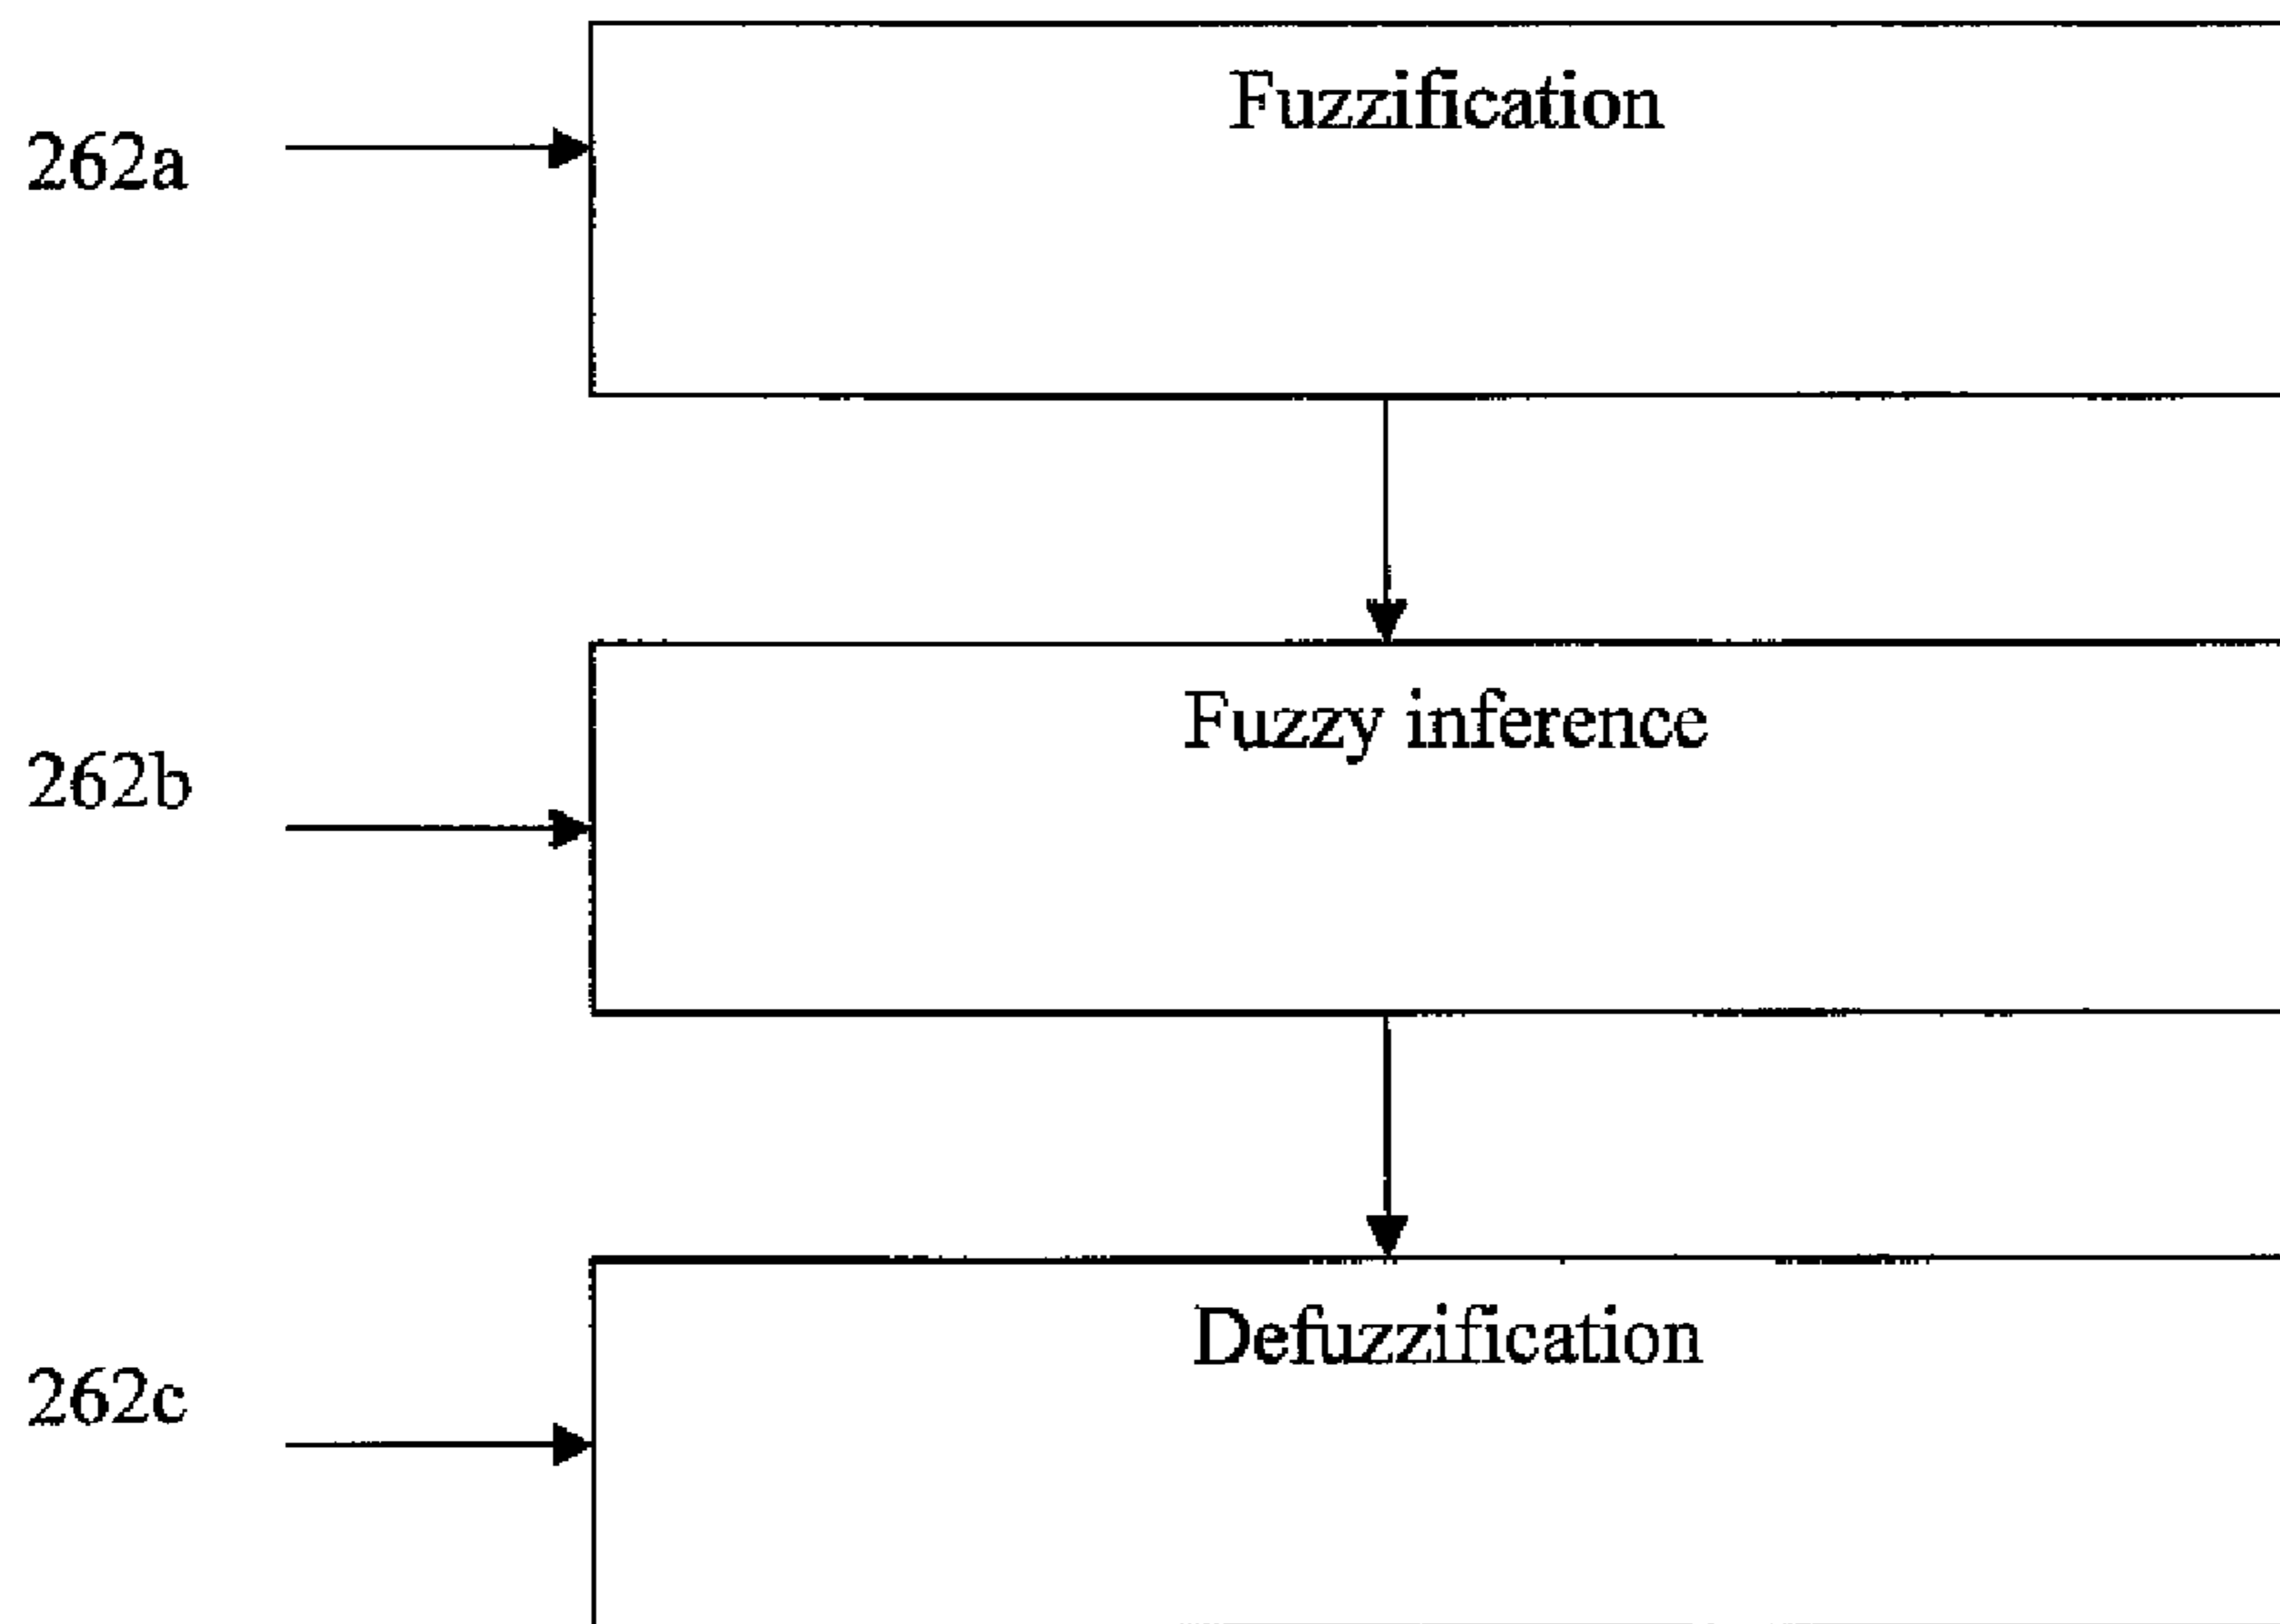 Fuzzification
262a
Fuzzy inference
262b
Defuzzification
262c